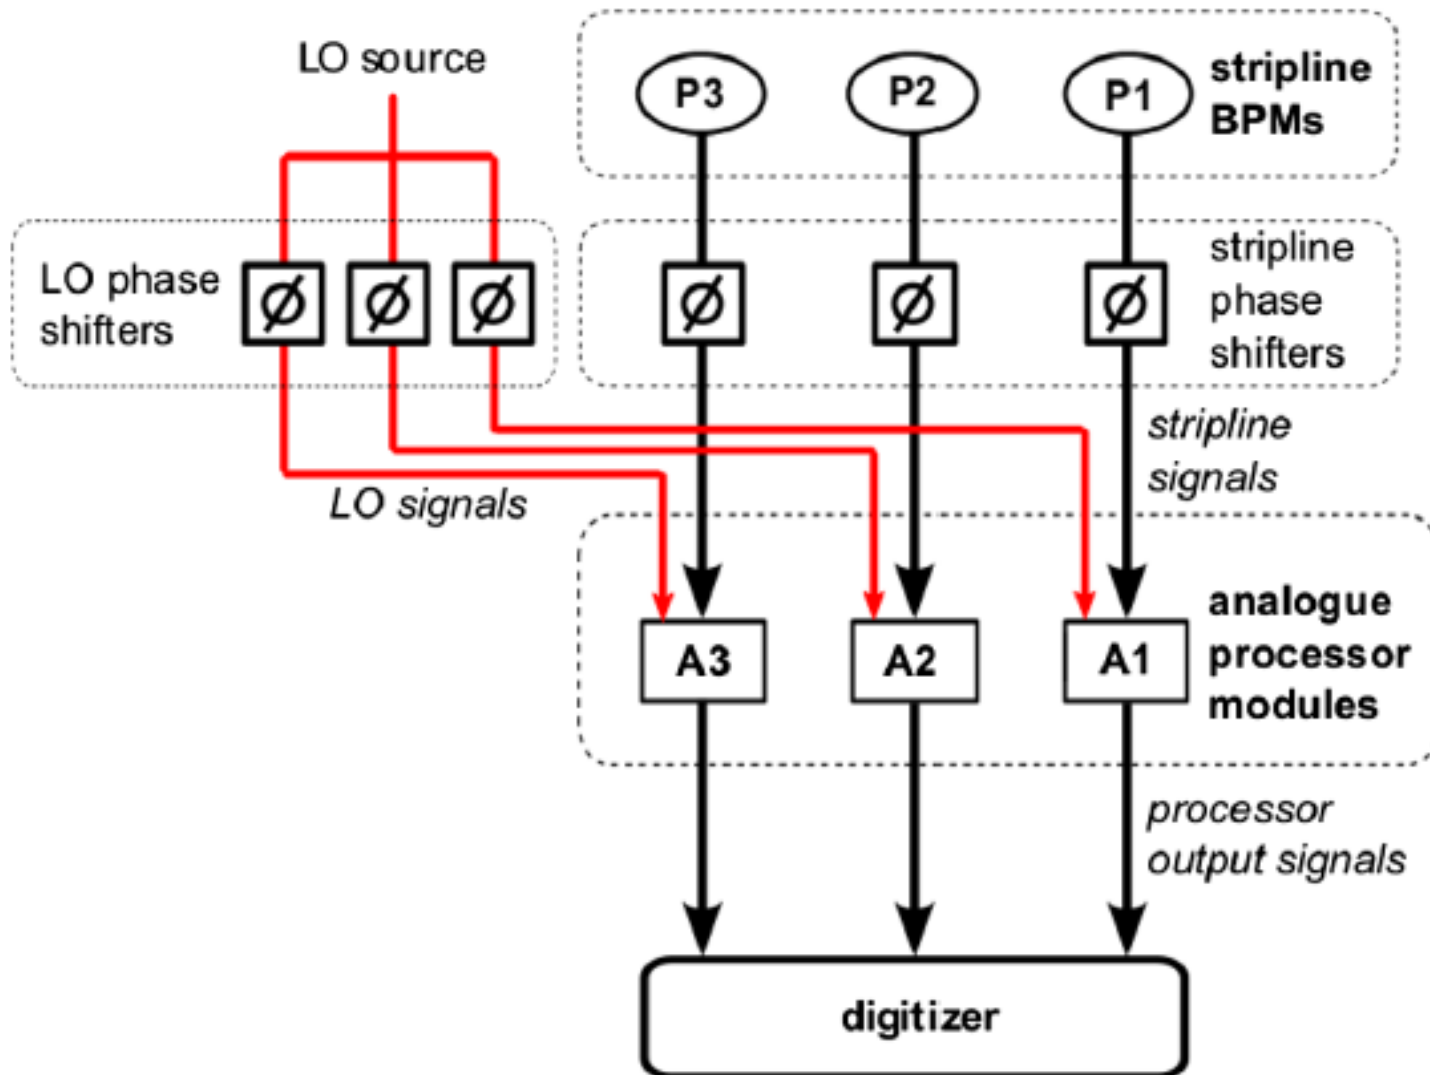 LO source
P3
P2
P1
stripline
BPMs
LO phase
shifters
Ø
Ø
Ø
Ø
Ø
Ø
stripline
phase
shifters
stripline
signals
LO signals
A3
A2
A1
analogue
processor
modules
processor
output signals
digitizer